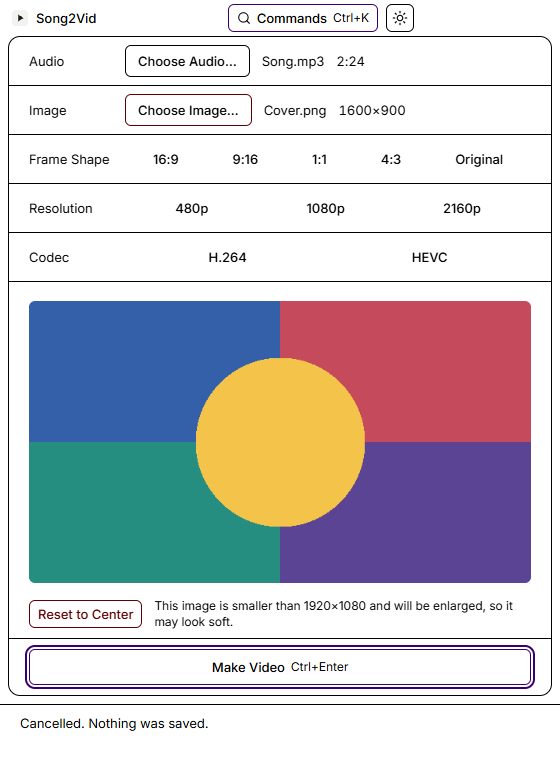 Song2Vid
Commands Ctrl+K
Audio Choose Audio... Song.mp3 2:24
Image Choose Image... Cover.png 1600×900
Frame Shape 16:9 9:16 1:1 4:3 Original
Resolution 480p 1080p 2160p
Codec H.264 HEVC
Reset to Center
This image is smaller than 1920×1080 and will be enlarged, so it
may look soft.
Make Video Ctrl+Enter
Cancelled. Nothing was saved.